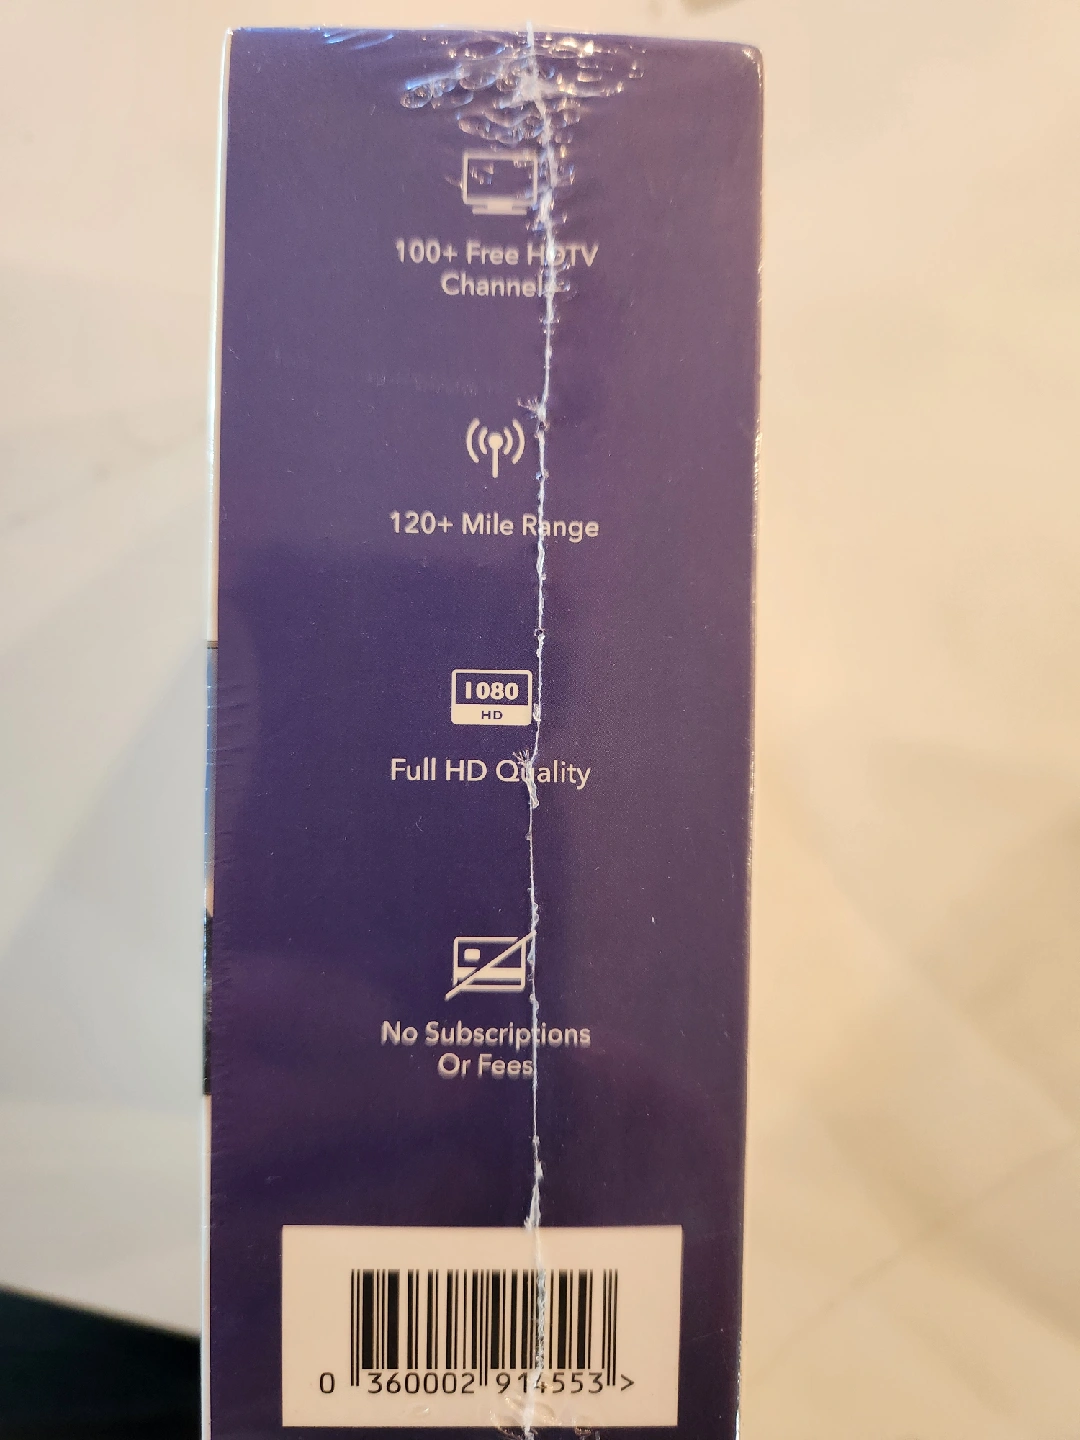 100+ Free HDTV
Channels
120+ Mile Range
1080
HD
Full HD Quality
No Subscriptions
Or Fees
0 360002 914553 >